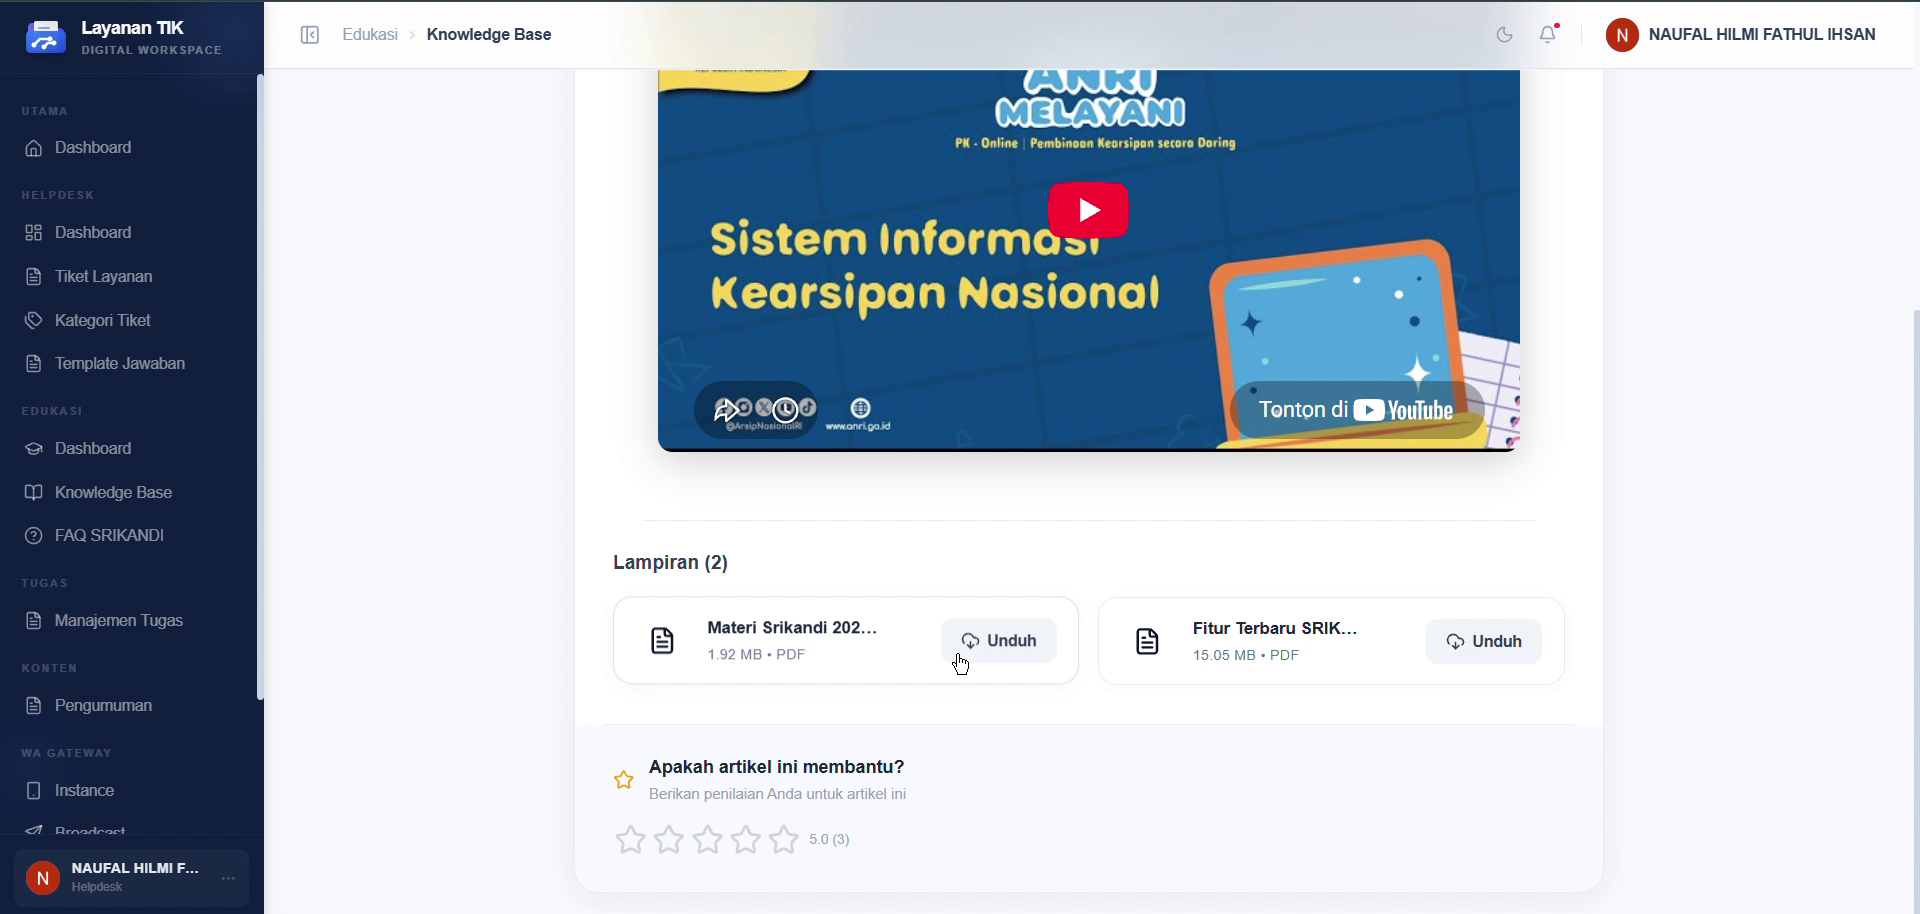 Layanan TIK
DIGITAL WORKSPACE
Edukasi > Knowledge Base
N NAUFAL HILMI FATHUL IHSAN
UTAMA
Dashboard
HELPDESK
Dashboard
Tiket Layanan
Kategori Tiket
Template Jawaban
EDUKASI
Dashboard
Knowledge Base
FAQ SRIKANDI
TUGAS
Manajemen Tugas
KONTEN
Pengumuman
WA GATEWAY
Instance
Broadcast
N NAUFAL HILMI F...
Helpdesk
ANRI
MELAYANI
PK - Online | Pembinaan Kearsipan secara Daring
Sistem Informasi
Kearsipan Nasional
@ArsipNasionalRI
www.anri.go.id
Tonton di YouTube
Lampiran (2)
Materi Srikandi 202...
1.92 MB • PDF
Unduh
Fitur Terbaru SRIK...
15.05 MB • PDF
Unduh
Apakah artikel ini membantu?
Berikan penilaian Anda untuk artikel ini
5.0 (3)